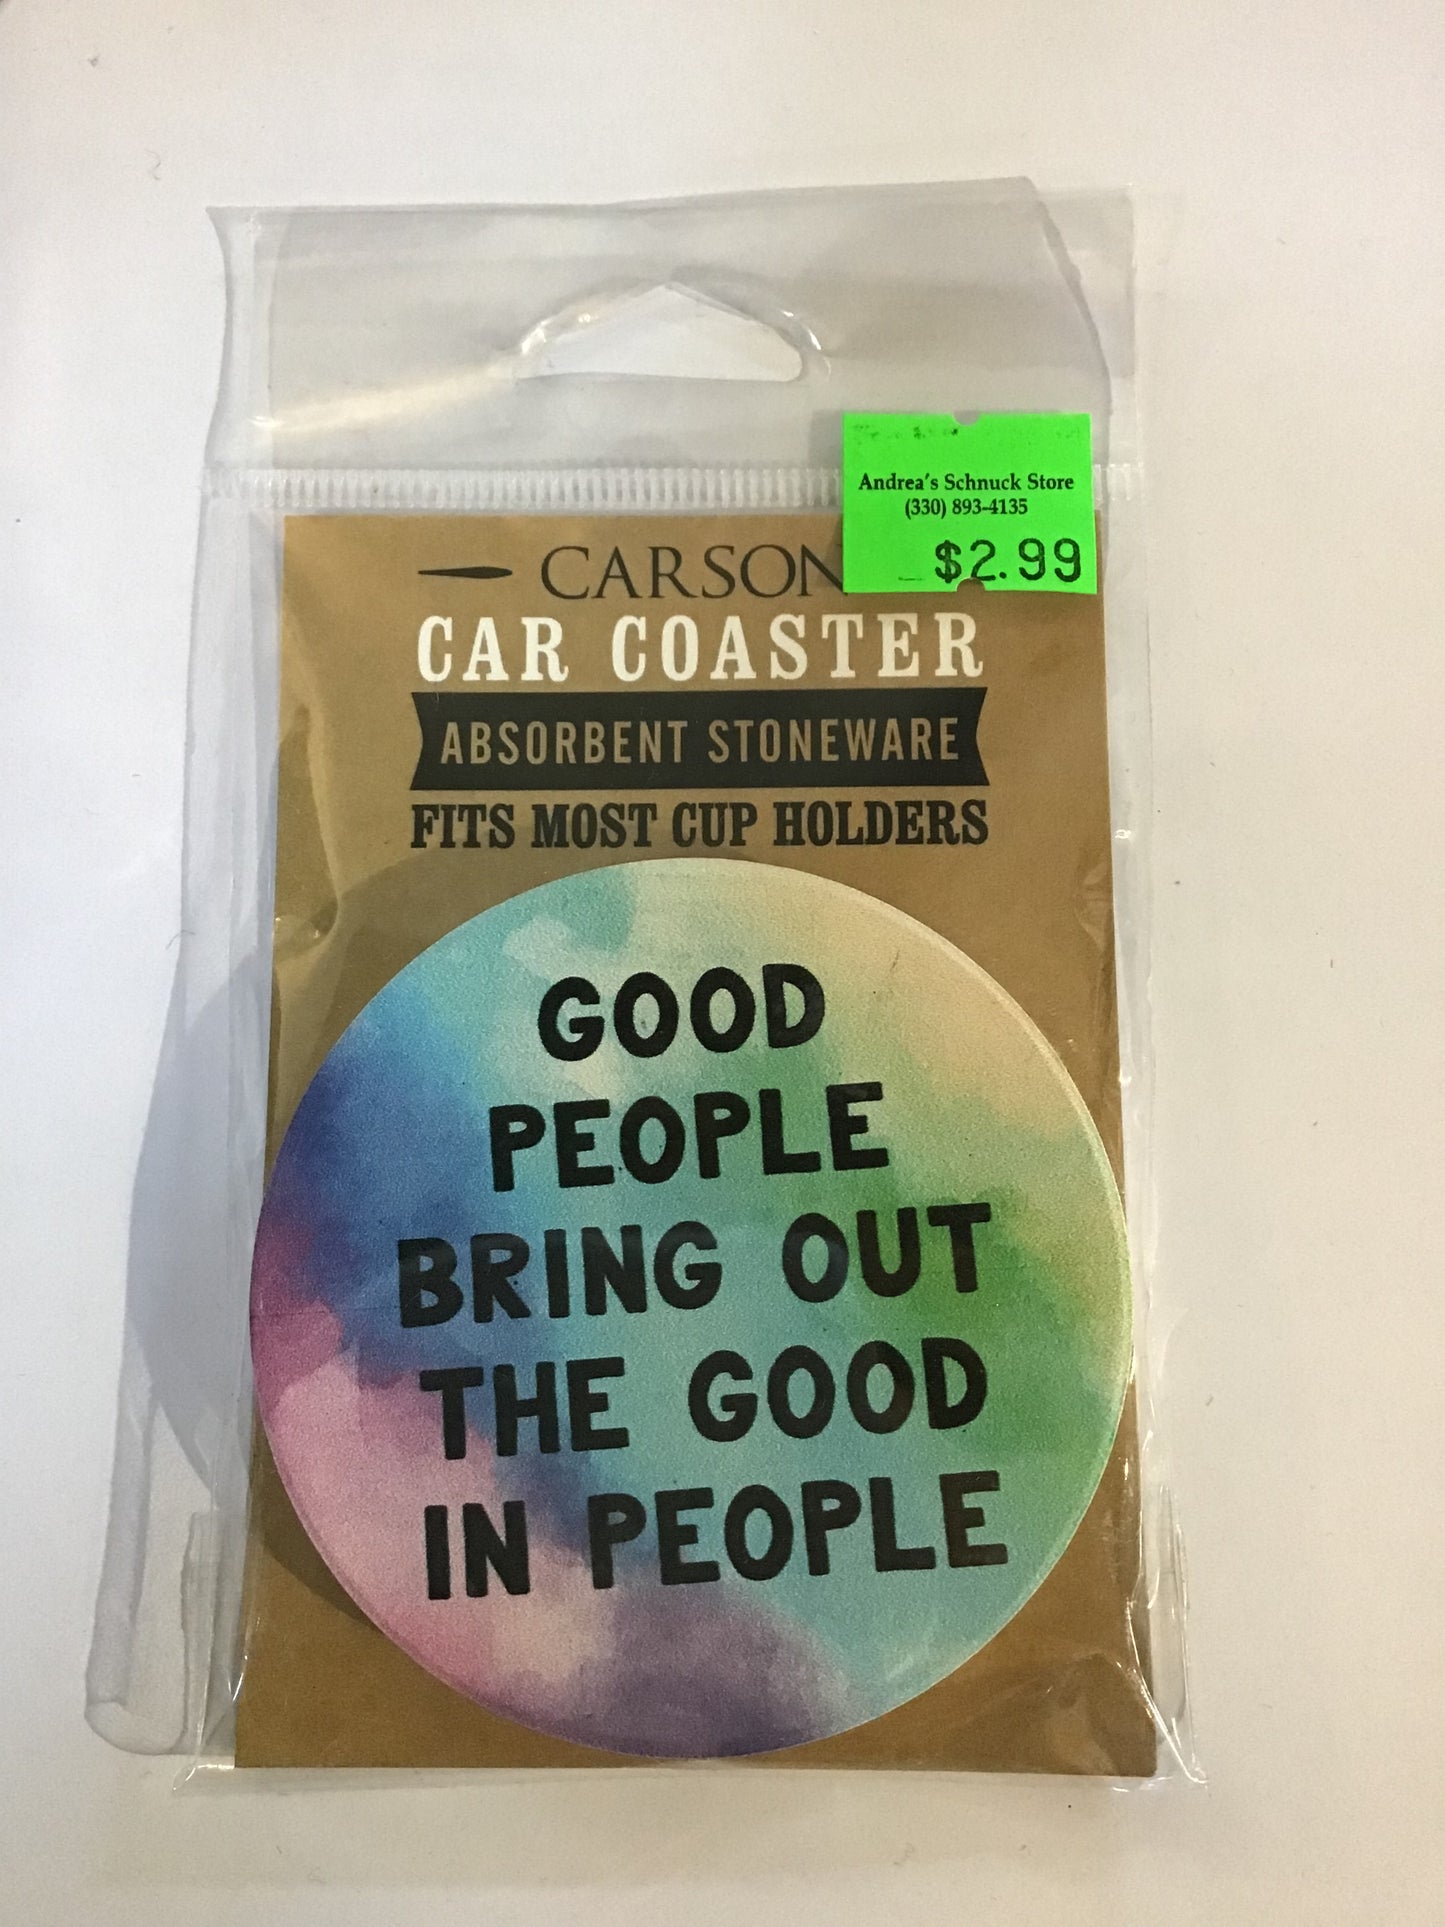 Andrea's Schnuck Store
(330) 893-4135
$2.99
CARSON
CAR COASTER
ABSORBENT STONEWARE
FITS MOST CUP HOLDERS
GOOD
PEOPLE
BRING OUT
THE GOOD
IN PEOPLE